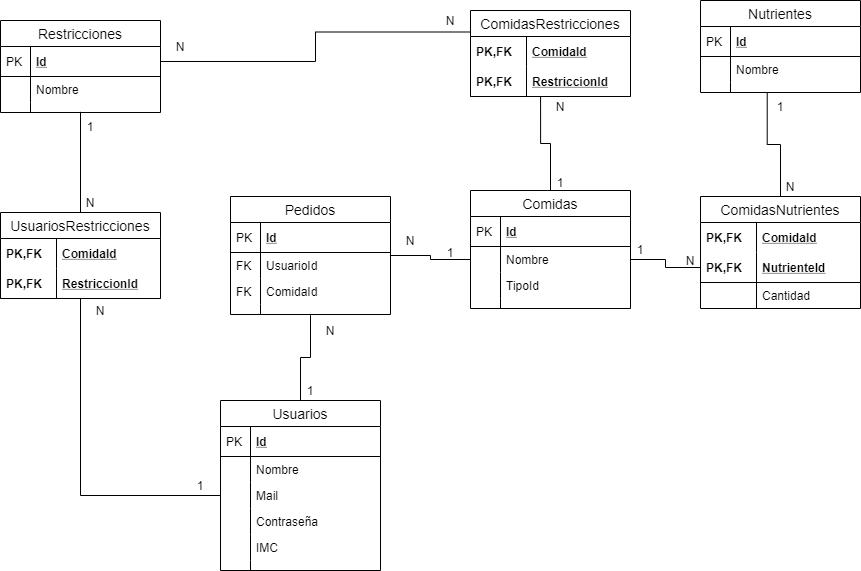 Restricciones
PK Id
Nombre
N
N
ComidasRestricciones
PK,FK ComidaId
PK,FK RestriccionId
Nutrientes
PK Id
Nombre
1
N
N
1
1
N
UsuariosRestricciones
PK,FK ComidaId
PK,FK RestriccionId
Pedidos
PK Id
FK UsuarioId
FK ComidaId
N
1
Comidas
PK Id
Nombre
TipoId
1
N
ComidasNutrientes
PK,FK ComidaId
PK,FK NutrienteId
Cantidad
N
N
1
1
Usuarios
PK Id
Nombre
Mail
Contraseña
IMC